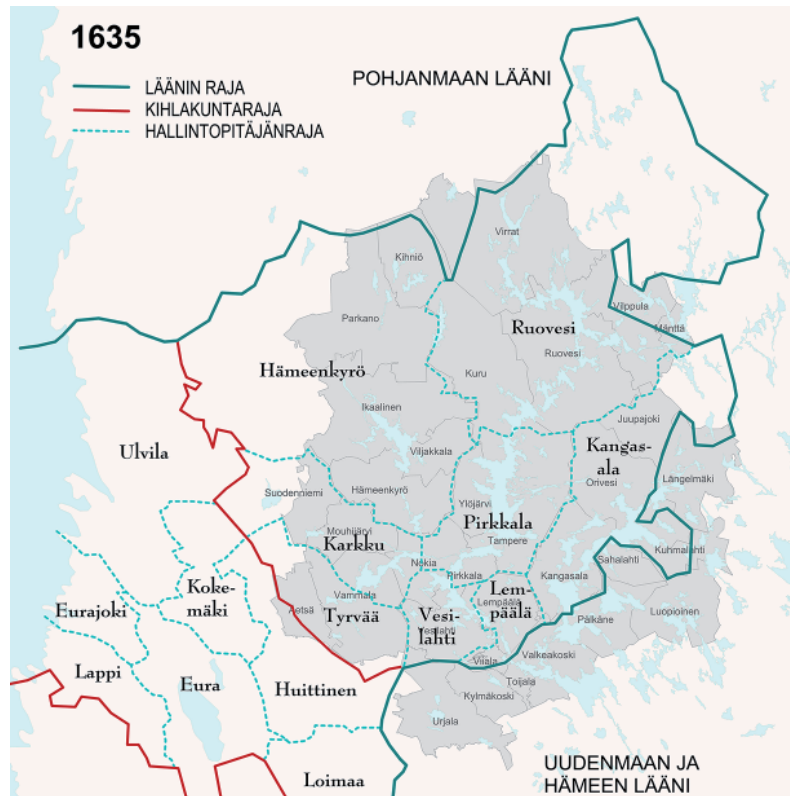 1635
LÄÄNIN RAJA
KIHLAKUNTARAJA
HALLINTOPITÄJÄNRAJA
POHJANMAAN LÄÄNI
Virrat
Kihniö
Vilppula
Parkano
Ruovesi
Mänttä
Ruovesi
Hämeenkyrö
Kuru
Ikaalinen
Juupajoki
Ulvila
Viljakkala
Kangas-
ala
Orivesi
Längelmäki
Suodenniemi
Hämeenkyrö
Ylöjärvi
Pirkkala
Mouhijärvi
Karkku
Tampere
Kuhmalahti
Sahalahti
Nokia
Pirkkala
Kangasala
Koke-
mäki
Vammala
Lem-
päälä
Lempäälä
Eurajoki
Äetsä
Tyrvää
Vesi-
lahti
Vesilahti
Luopioinen
Pälkäne
Valkeakoski
Viiala
Lappi
Eura
Huittinen
Toijala
Kylmäkoski
Urjala
Loimaa
UUDENMAAN JA
HÄMEEN LÄÄNI